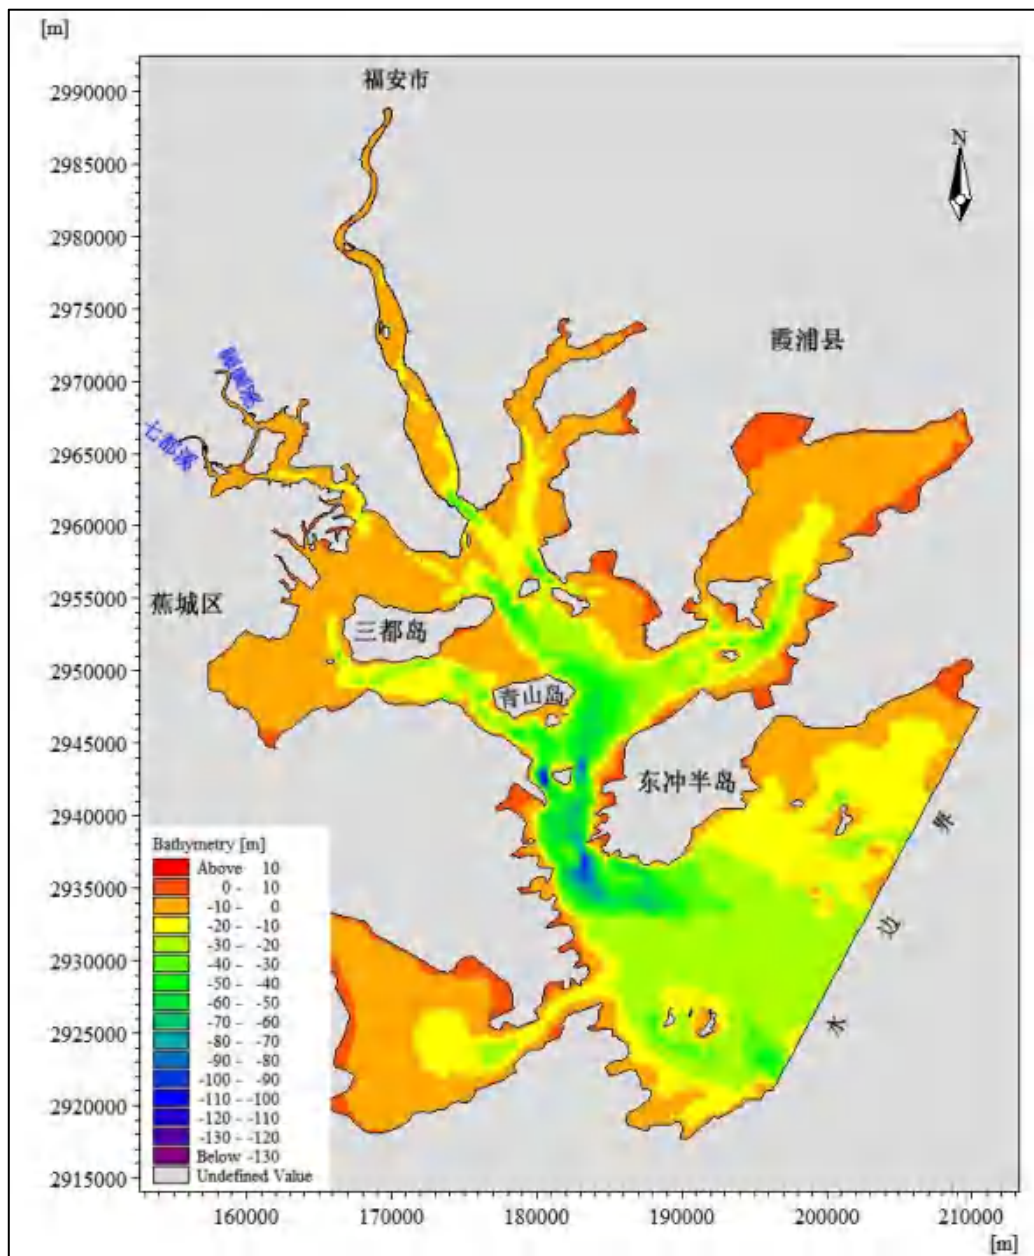 [m]
福安市
2990000
N
2985000
2980000
2975000
霞浦县
2970000
七都溪
2965000
2960000
2955000
蕉城区
三都岛
2950000
青山岛
2945000
东冲半岛
2940000
水边界
Bathymetry [m]
Above 10
0 - 10
-10 - 0
-20 - -10
-30 - -20
-40 - -30
-50 - -40
-60 - -50
-70 - -60
-80 - -70
-90 - -80
-100 - -90
-110 - -100
-120 - -110
-130 - -120
Below -130
Undefined Value
2935000
2930000
2925000
2920000
2915000
160000 170000 180000 190000 200000 210000
[m]